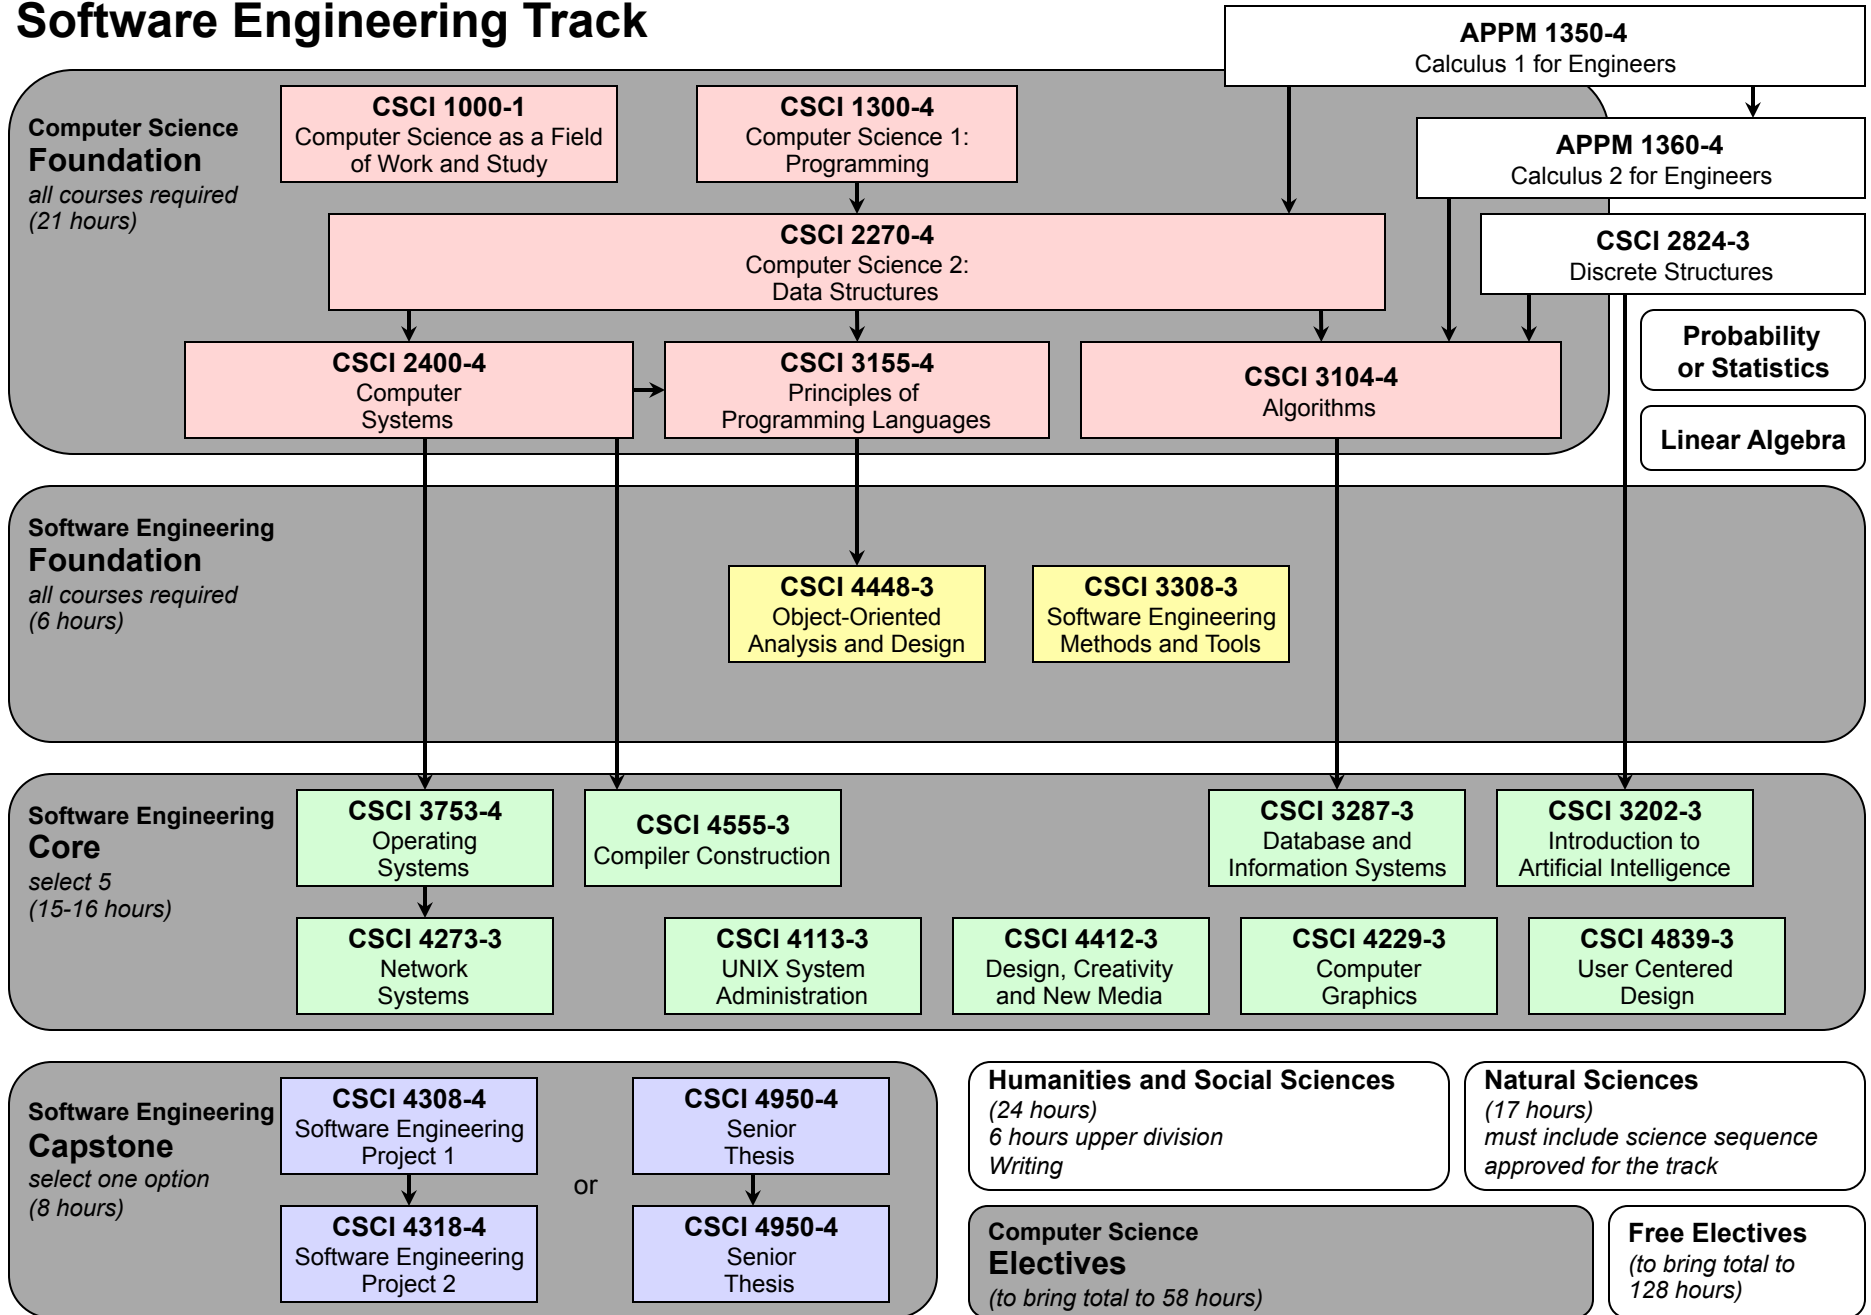 Software Engineering Track
APPM 1350-4
Calculus 1 for Engineers
Computer Science
Foundation
all courses required
(21 hours)
CSCI 1000-1
Computer Science as a Field
of Work and Study
CSCI 1300-4
Computer Science 1:
Programming
APPM 1360-4
Calculus 2 for Engineers
CSCI 2270-4
Computer Science 2:
Data Structures
CSCI 2824-3
Discrete Structures
CSCI 2400-4
Computer
Systems
CSCI 3155-4
Principles of
Programming Languages
CSCI 3104-4
Algorithms
Probability
or Statistics
Linear Algebra
Software Engineering
Foundation
all courses required
(6 hours)
CSCI 4448-3
Object-Oriented
Analysis and Design
CSCI 3308-3
Software Engineering
Methods and Tools
Software Engineering
Core
select 5
(15-16 hours)
CSCI 3753-4
Operating
Systems
CSCI 4555-3
Compiler Construction
CSCI 3287-3
Database and
Information Systems
CSCI 3202-3
Introduction to
Artificial Intelligence
CSCI 4273-3
Network
Systems
CSCI 4113-3
UNIX System
Administration
CSCI 4412-3
Design, Creativity
and New Media
CSCI 4229-3
Computer
Graphics
CSCI 4839-3
User Centered
Design
Software Engineering
Capstone
select one option
(8 hours)
CSCI 4308-4
Software Engineering
Project 1
or
CSCI 4950-4
Senior
Thesis
CSCI 4318-4
Software Engineering
Project 2
CSCI 4950-4
Senior
Thesis
Humanities and Social Sciences
(24 hours)
6 hours upper division
Writing
Natural Sciences
(17 hours)
must include science sequence
approved for the track
Computer Science
Electives
(to bring total to 58 hours)
Free Electives
(to bring total to
128 hours)